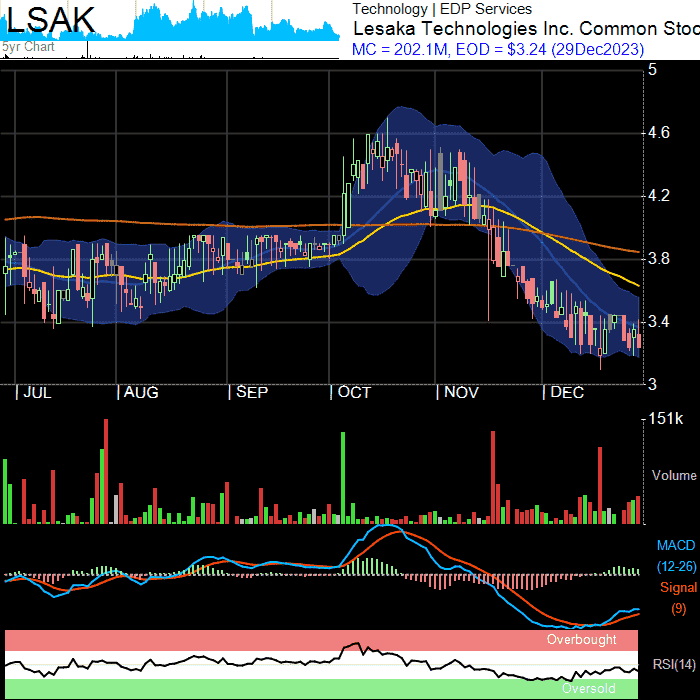 LSAK
5yr Chart
Technology | EDP Services
Lesaka Technologies Inc. Common Stoc
MC = 202.1M, EOD = $3.24 (29Dec2023)
5
4.6
4.2
3.8
3.4
3
| JUL | AUG | SEP | OCT | NOV | DEC
151k
Volume
MACD
(12-26)
Signal
(9)
Overbought
RSI(14)
Oversold